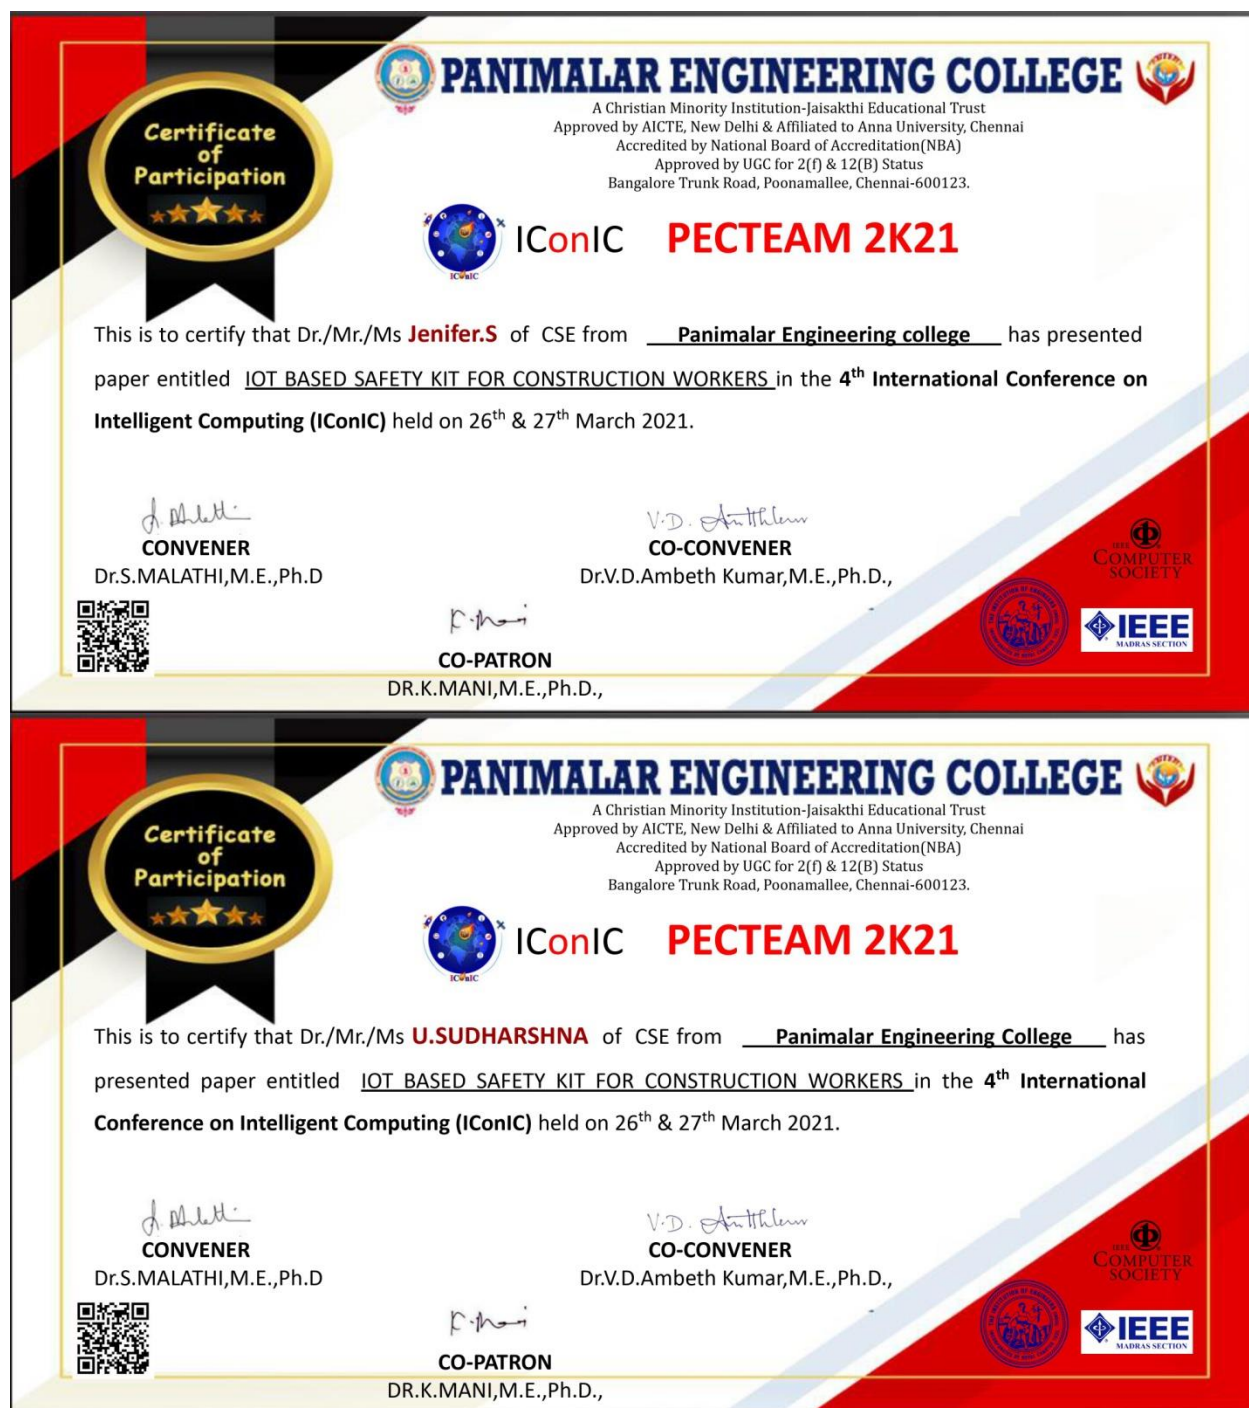 Certificate
of
Participation
PANIMALAR ENGINEERING COLLEGE
A Christian Minority Institution-Jaisakthi Educational Trust
Approved by AICTE, New Delhi & Affiliated to Anna University, Chennai
Accredited by National Board of Accreditation(NBA)
Approved by UGC for 2(f) & 12(B) Status
Bangalore Trunk Road, Poonamallee, Chennai-600123.
IConIC PECTEAM 2K21
IConIC
This is to certify that Dr./Mr./Ms Jenifer.S of CSE from Panimalar Engineering college has presented
paper entitled IOT BASED SAFETY KIT FOR CONSTRUCTION WORKERS in the 4th International Conference on
Intelligent Computing (IConIC) held on 26th & 27th March 2021.
CONVENER
Dr.S.MALATHI,M.E.,Ph.D
V.D.
CO-CONVENER
Dr.V.D.Ambeth Kumar,M.E.,Ph.D.,
K.Mani
CO-PATRON
DR.K.MANI,M.E.,Ph.D.,
IEEE
COMPUTER
SOCIETY
IEEE
MADRAS SECTION
Certificate
of
Participation
PANIMALAR ENGINEERING COLLEGE
A Christian Minority Institution-Jaisakthi Educational Trust
Approved by AICTE, New Delhi & Affiliated to Anna University, Chennai
Accredited by National Board of Accreditation(NBA)
Approved by UGC for 2(f) & 12(B) Status
Bangalore Trunk Road, Poonamallee, Chennai-600123.
IConIC PECTEAM 2K21
IConIC
This is to certify that Dr./Mr./Ms U.SUDHARSHNA of CSE from Panimalar Engineering College has
presented paper entitled IOT BASED SAFETY KIT FOR CONSTRUCTION WORKERS in the 4th International
Conference on Intelligent Computing (IConIC) held on 26th & 27th March 2021.
CONVENER
Dr.S.MALATHI,M.E.,Ph.D
V.D.
CO-CONVENER
Dr.V.D.Ambeth Kumar,M.E.,Ph.D.,
K.Mani
CO-PATRON
DR.K.MANI,M.E.,Ph.D.,
IEEE
COMPUTER
SOCIETY
IEEE
MADRAS SECTION